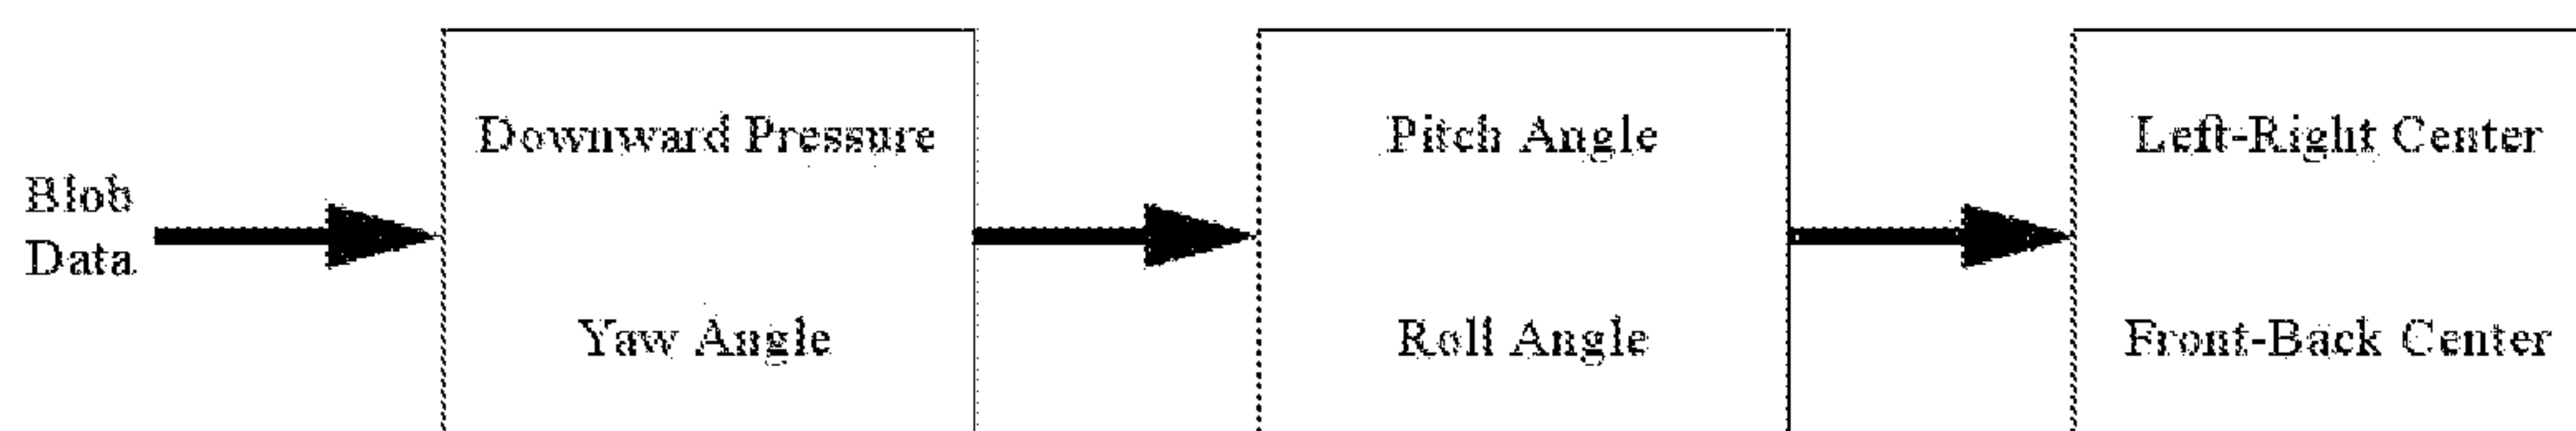 Blob
Data
Downward Pressure
Yaw Angle
Pitch Angle
Roll Angle
Left-Right Center
Front-Back Center